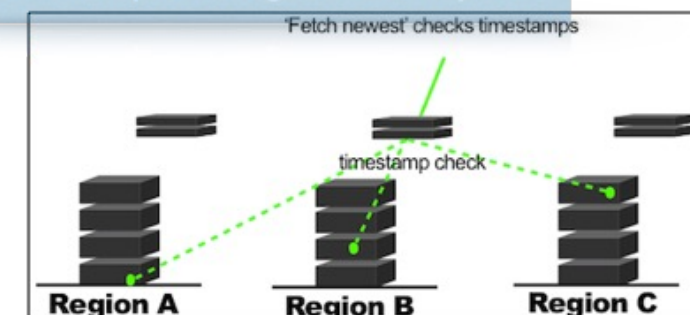 'Fetch newest' checks timestamps
timestamp check
Region A
Region B
Region C